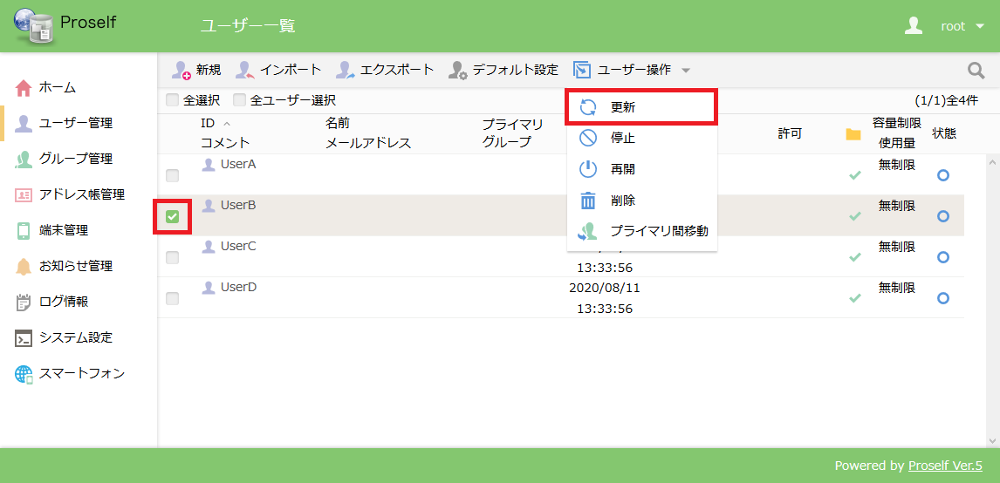 Proself
ユーザー一覧
root
新規 インポート エクスポート デフォルト設定 ユーザー操作
全選択 全ユーザー選択
(1/1)全4件
ホーム
ユーザー管理
グループ管理
アドレス帳管理
端末管理
お知らせ管理
ログ情報
システム設定
スマートフォン
ID 名前 プライマリ 許可 容量制限 状態
コメント メールアドレス グループ 使用量
更新
停止
再開
削除
プライマリ間移動
UserA 無制限
UserB 無制限
UserC 無制限
13:33:56
UserD 2020/08/11 無制限
13:33:56
Powered by Proself Ver.5